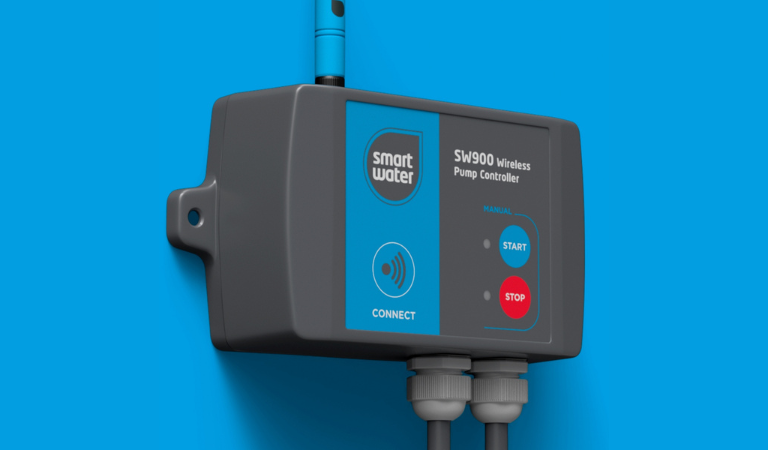 smart
water
SW900 Wireless
Pump Controller
MANUAL
START
STOP
CONNECT